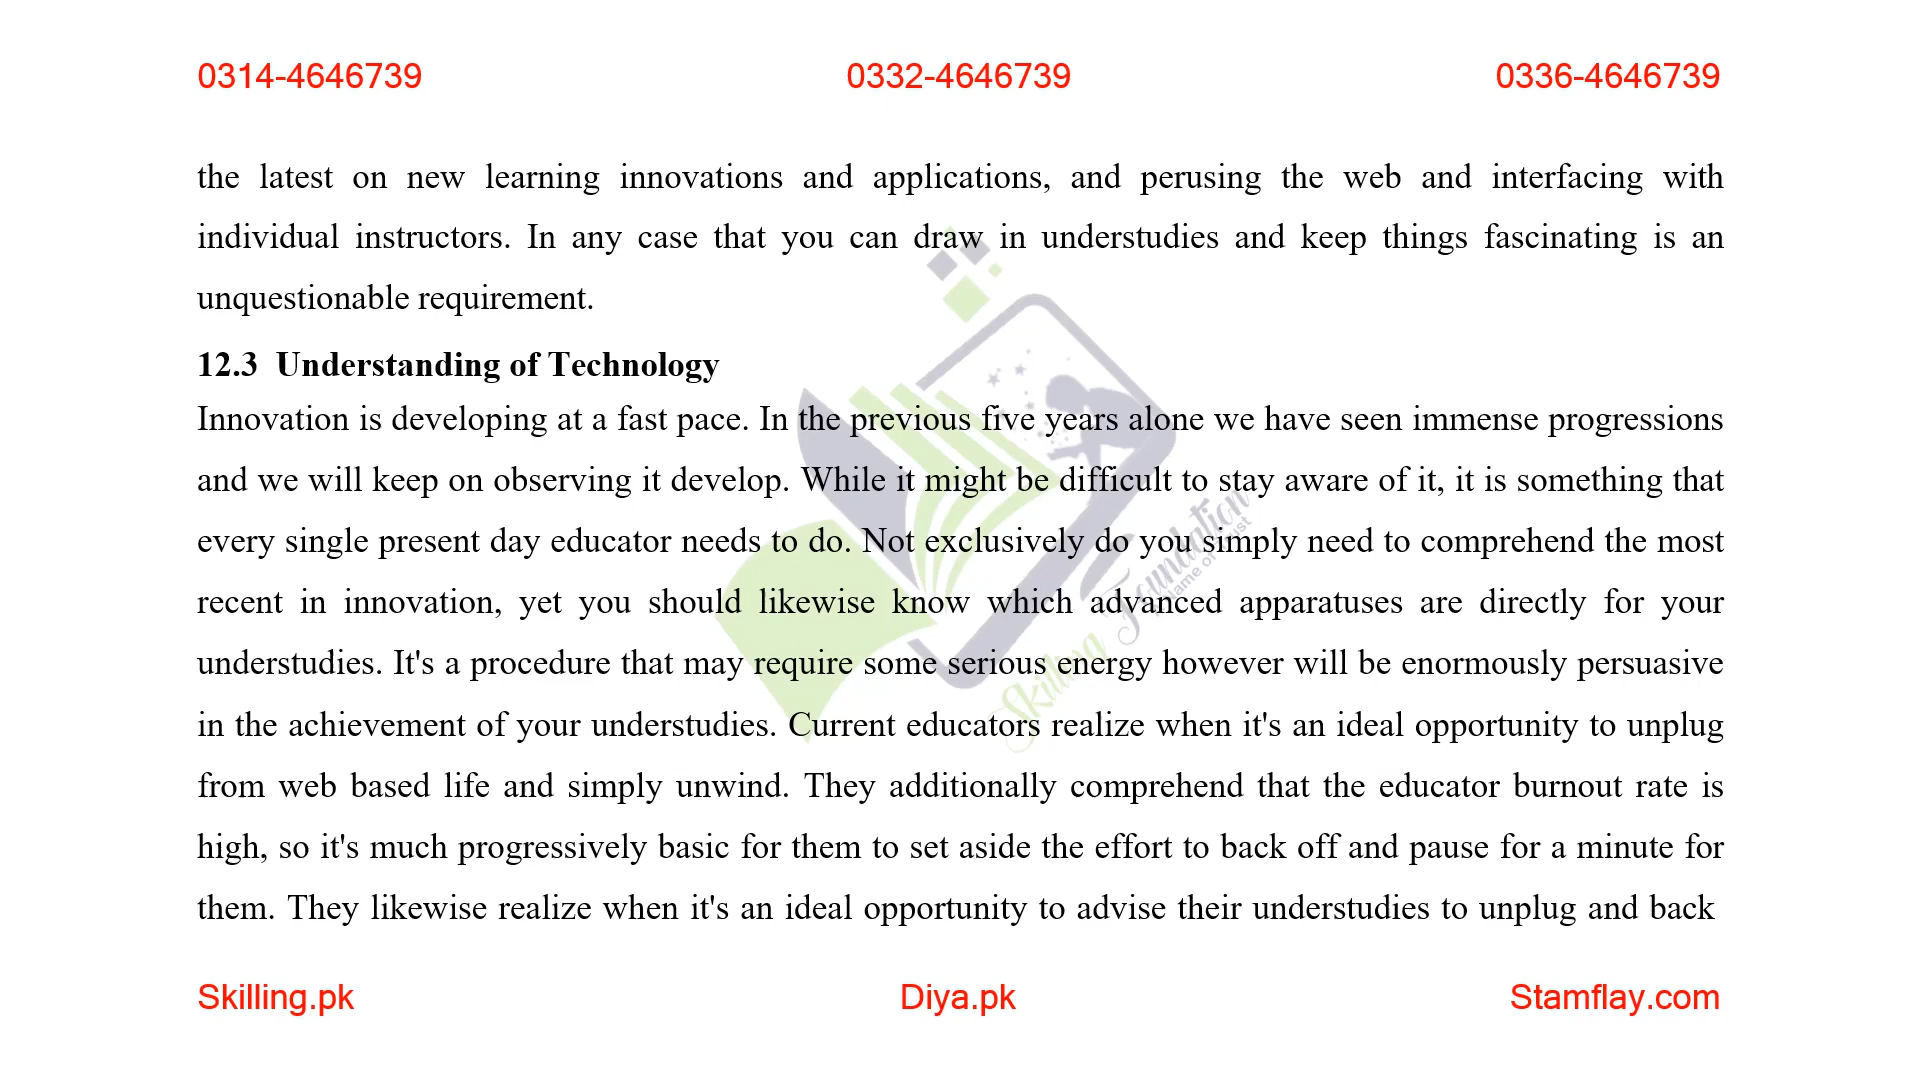 0314-4646739 0332-4646739 0336-4646739
the latest on new learning innovations and applications, and perusing the web and interfacing with
individual instructors. In any case that you can draw in understudies and keep things fascinating is an
unquestionable requirement.
12.3 Understanding of Technology
Innovation is developing at a fast pace. In the previous five years alone we have seen immense progressions
and we will keep on observing it develop. While it might be difficult to stay aware of it, it is something that
every single present day educator needs to do. Not exclusively do you simply need to comprehend the most
recent in innovation, yet you should likewise know which advanced apparatuses are directly for your
understudies. It's a procedure that may require some serious energy however will be enormously persuasive
in the achievement of your understudies. Current educators realize when it's an ideal opportunity to unplug
from web based life and simply unwind. They additionally comprehend that the educator burnout rate is
high, so it's much progressively basic for them to set aside the effort to back off and pause for a minute for
them. They likewise realize when it's an ideal opportunity to advise their understudies to unplug and back
Skilling Foundation
Name of Trust
Skilling.pk Diya.pk Stamflay.com